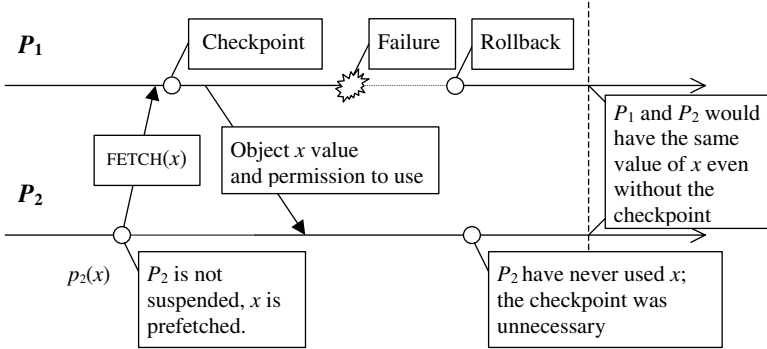 P1
Checkpoint
Failure
Rollback
FETCH(x)
Object x value
and permission to use
P1 and P2 would
have the same
value of x even
without the
checkpoint
P2
p2(x)
P2 is not
suspended, x is
prefetched.
P2 have never used x;
the checkpoint was
unnecessary